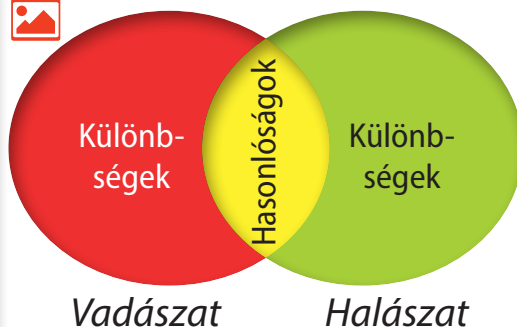 Különb-
ségek
Hasonlóságok
Különb-
ségek
Vadászat
Halászat